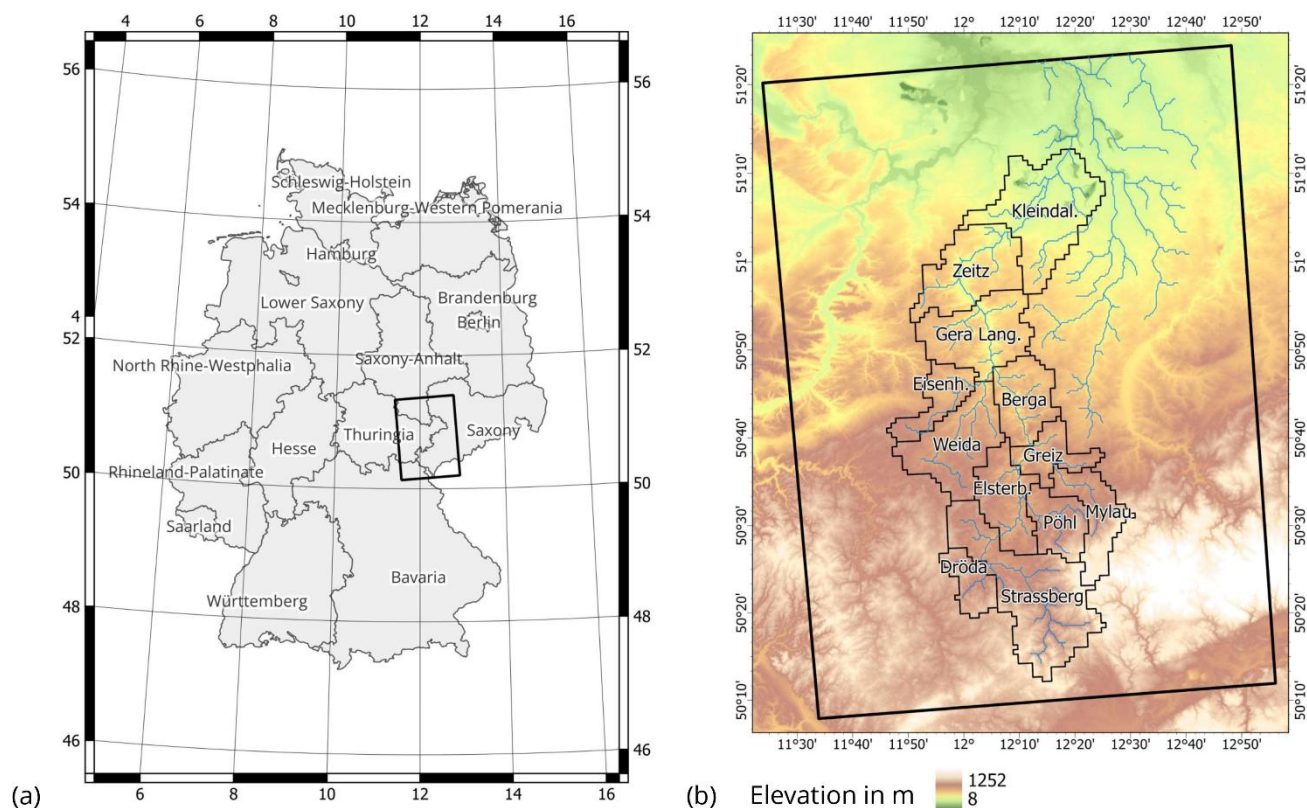 4 6 8 10 12 14 16
56
54
4
52
50
48
46
56
54
52
50
48
46
6 8 10 12 14 16
Schleswig-Holstein
Mecklenburg-Western Pomerania
Hamburg
Lower Saxony
Brandenburg
Berlin
Saxony-Anhalt
North Rhine-Westphalia
Thuringia
Saxony
Hesse
Rhineland-Palatinate
Saarland
Bavaria
Württemberg
(a)
11°30' 11°40' 11°50' 12° 12°10' 12°20' 12°30' 12°40' 12°50'
51°20'
51°10'
51°
50°50'
50°40'
50°30'
50°20'
50°10'
51°20'
51°10'
51°
50°50'
50°40'
50°30'
50°20'
50°10'
Kleindal.
Zeitz
Gera Lang.
Eisenh.
Berga
Weida
Greiz
Elsterb.
Pöhl
Mylau
Dröda
Strassberg
11°30' 11°40' 11°50' 12° 12°10' 12°20' 12°30' 12°40' 12°50'
(b) Elevation in m
1252
8